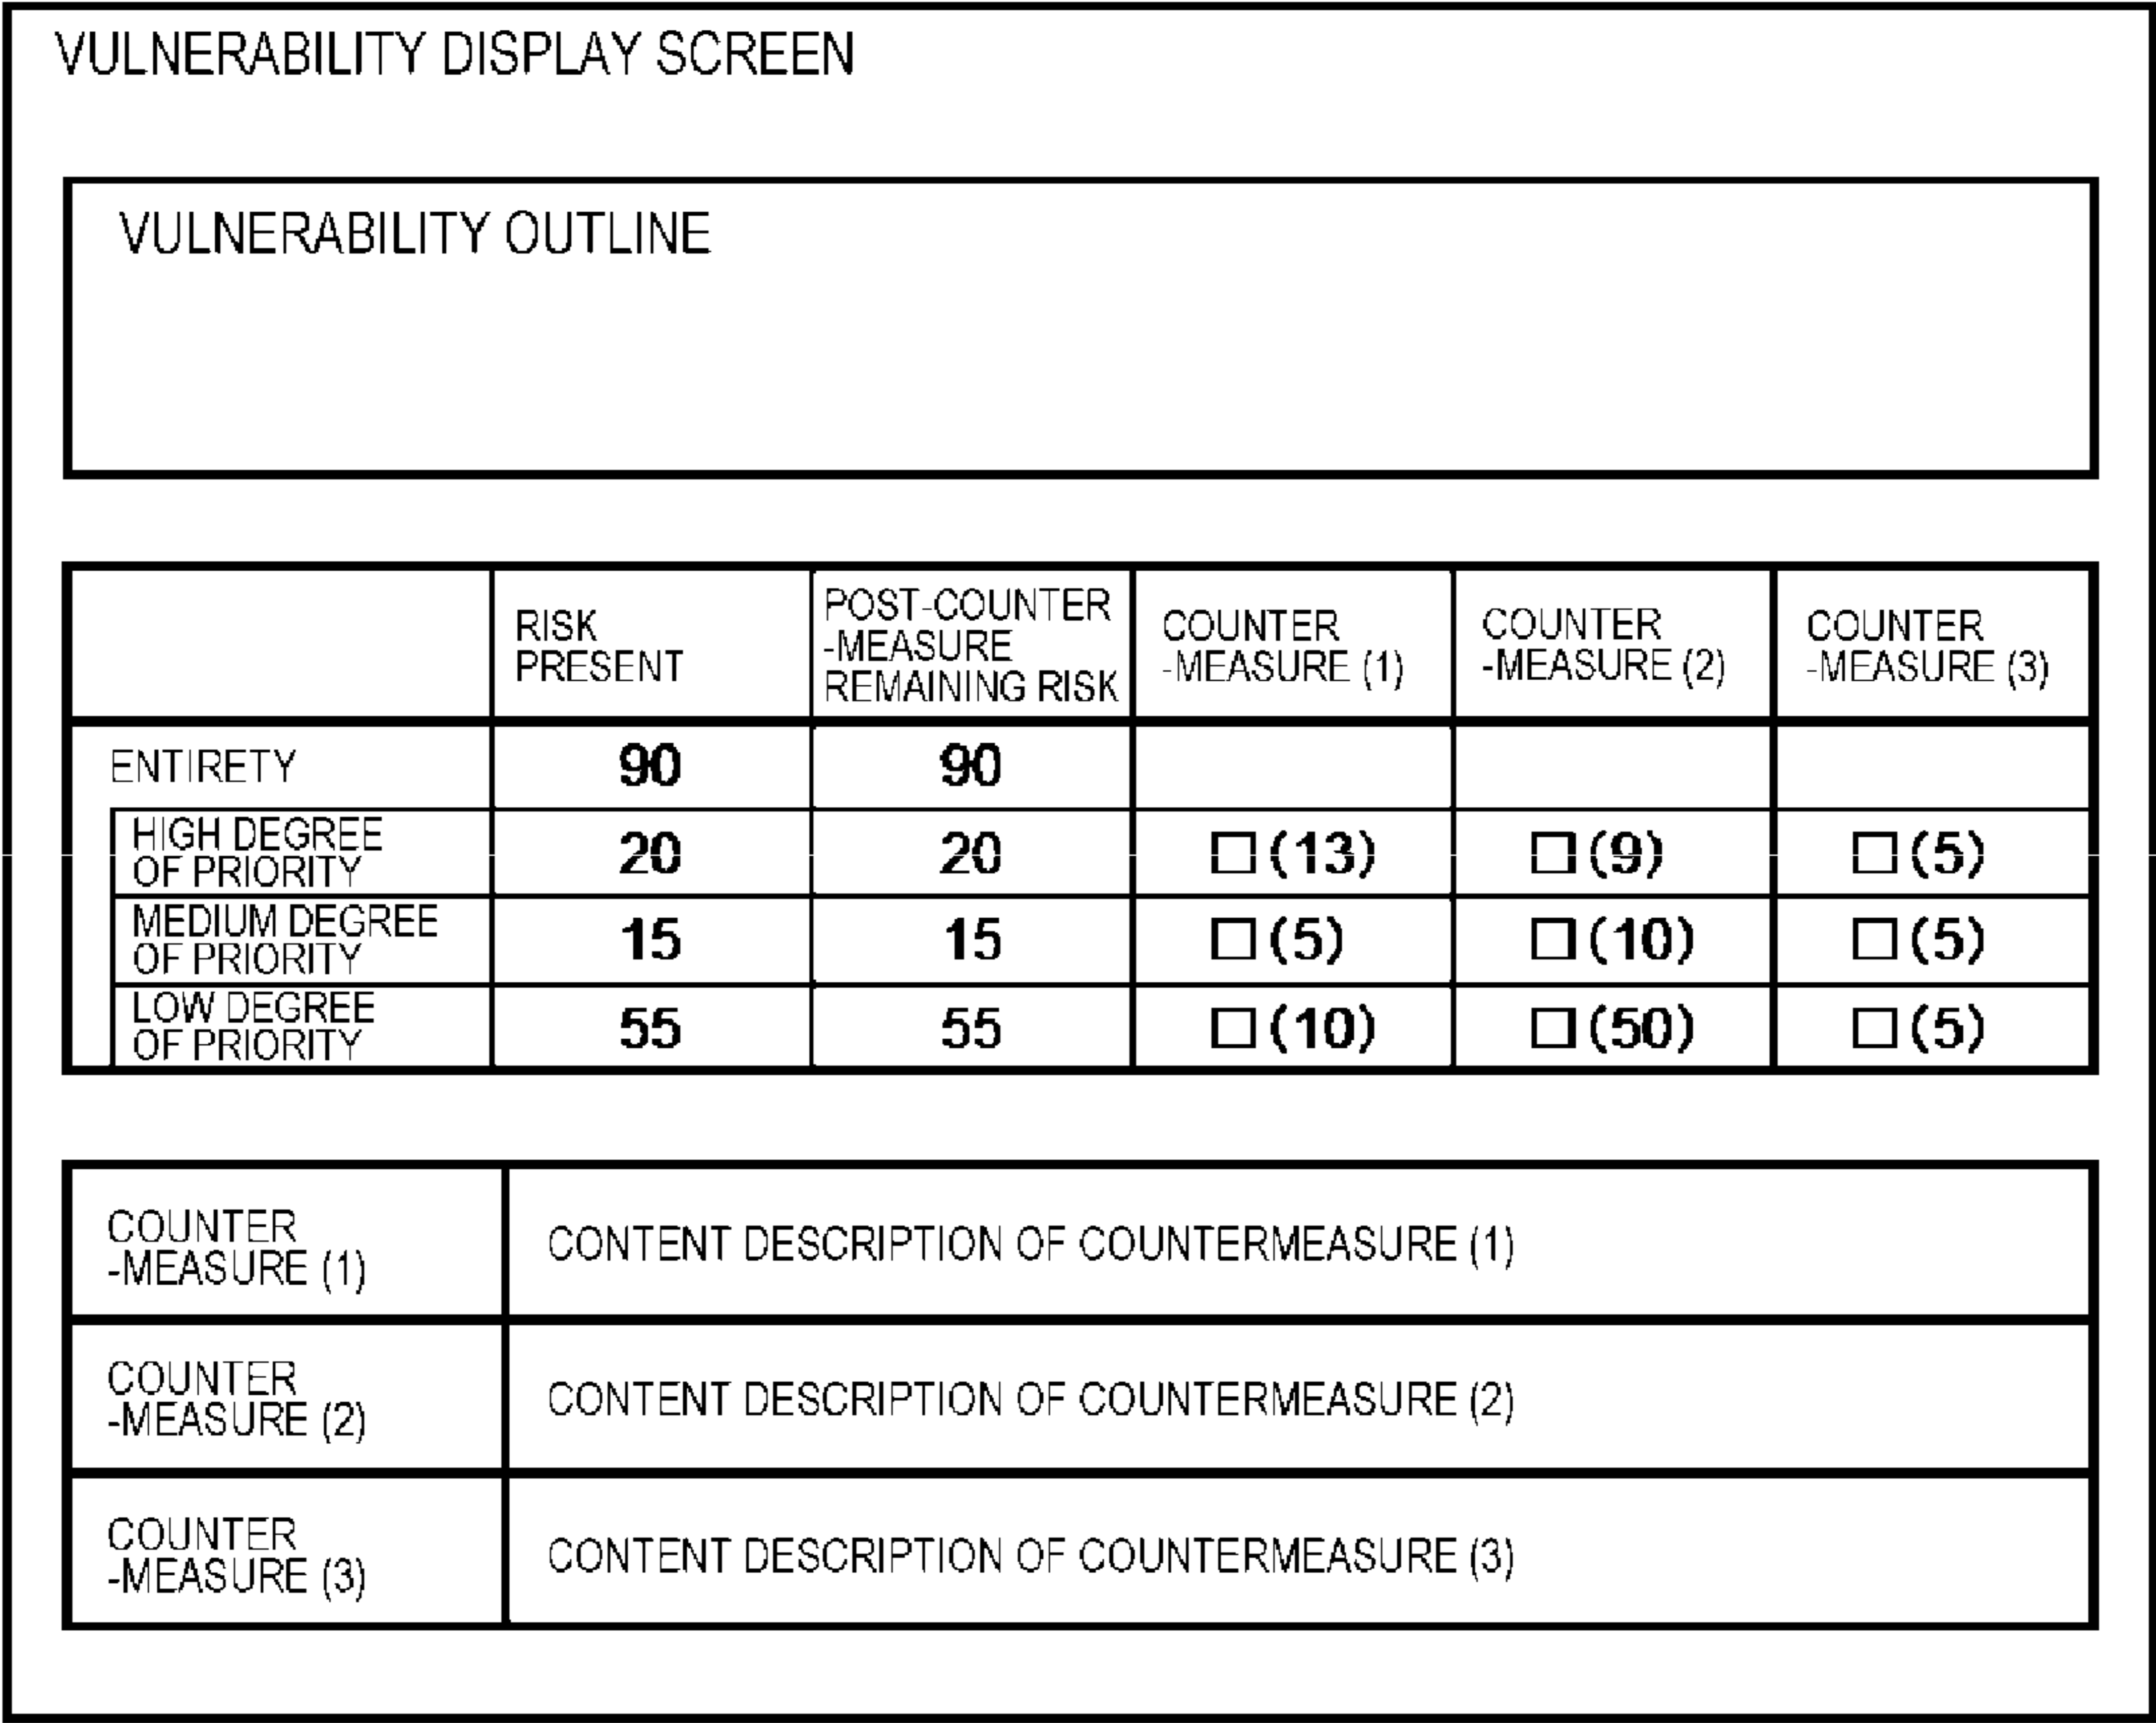 VULNERABILITY DISPLAY SCREEN
VULNERABILITY OUTLINE
RISK
PRESENT
POST-COUNTER
-MEASURE
REMAINING RISK
COUNTER
-MEASURE (1)
COUNTER
-MEASURE (2)
COUNTER
-MEASURE (3)
ENTIRETY
90
90
HIGH DEGREE
OF PRIORITY
20
20
□(13)
□(9)
□(5)
MEDIUM DEGREE
OF PRIORITY
15
15
□(5)
□(10)
□(5)
LOW DEGREE
OF PRIORITY
55
55
□(10)
□(50)
□(5)
COUNTER
-MEASURE (1)
CONTENT DESCRIPTION OF COUNTERMEASURE (1)
COUNTER
-MEASURE (2)
CONTENT DESCRIPTION OF COUNTERMEASURE (2)
COUNTER
-MEASURE (3)
CONTENT DESCRIPTION OF COUNTERMEASURE (3)